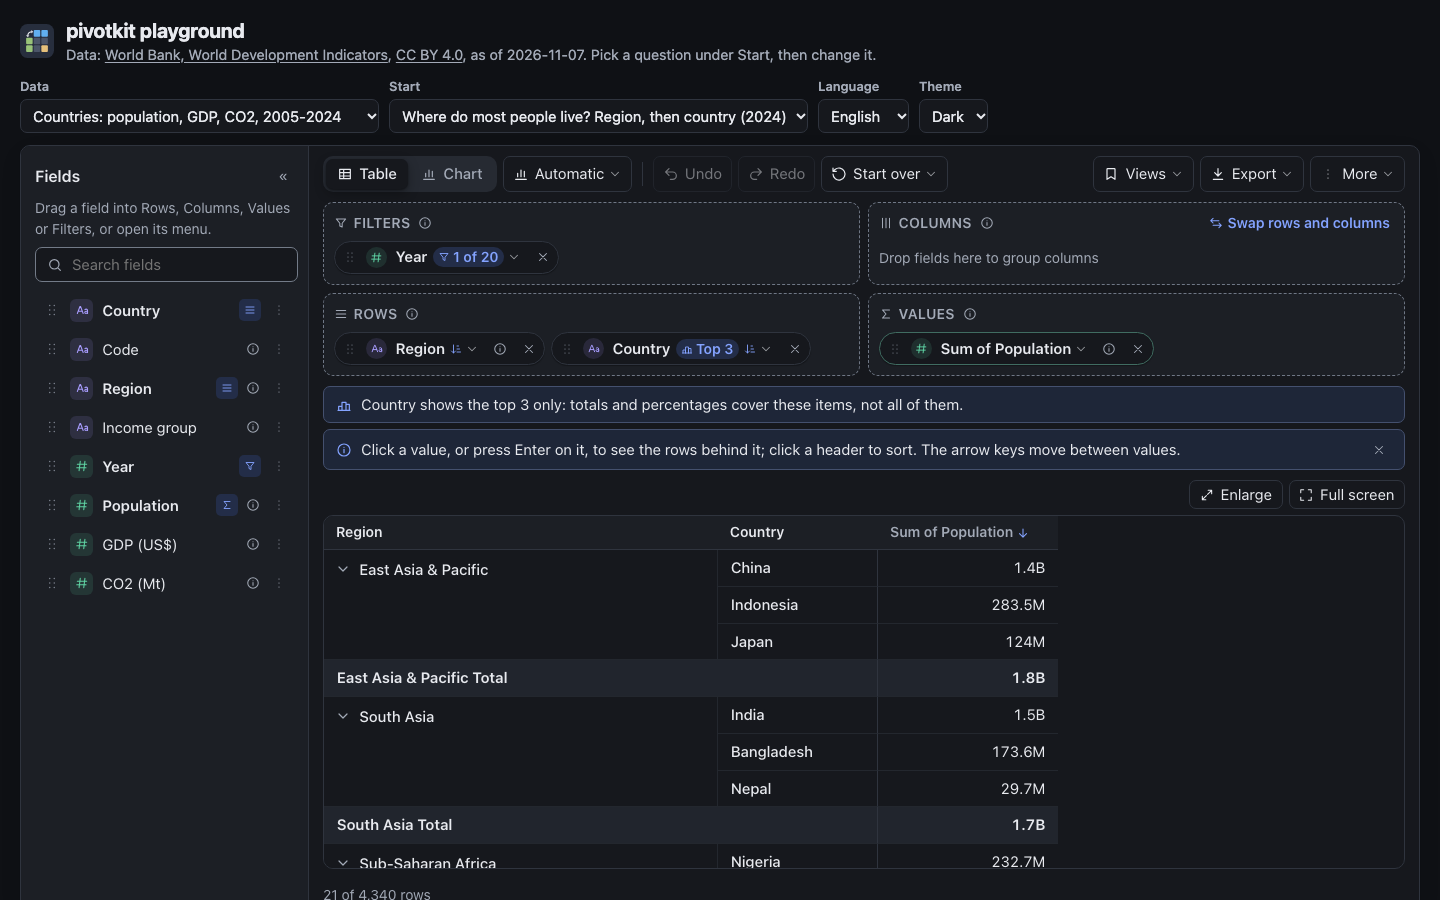 pivotkit playground
Data: World Bank, World Development Indicators, CC BY 4.0, as of 2026-11-07. Pick a question under Start, then change it.
Data Start Language Theme
Countries: population, GDP, CO2, 2005-2024 Where do most people live? Region, then country (2024) English Dark
Fields «
Drag a field into Rows, Columns, Values
or Filters, or open its menu.
Search fields
Aa Country
Aa Code
Aa Region
Aa Income group
# Year
# Population Σ
# GDP (US$)
# CO2 (Mt)
Table Chart Automatic Undo Redo Start over Views Export More
FILTERS
# Year 1 of 20
COLUMNS Swap rows and columns
Drop fields here to group columns
ROWS
Aa Region Aa Country Top 3
Σ VALUES
# Sum of Population
Country shows the top 3 only: totals and percentages cover these items, not all of them.
Click a value, or press Enter on it, to see the rows behind it; click a header to sort. The arrow keys move between values.
Enlarge Full screen
Region Country Sum of Population ↓
East Asia & Pacific China 1.4B
Indonesia 283.5M
Japan 124M
East Asia & Pacific Total 1.8B
South Asia India 1.5B
Bangladesh 173.6M
Nepal 29.7M
South Asia Total 1.7B
Sub-Saharan Africa Nigeria 232.7M
21 of 4,340 rows